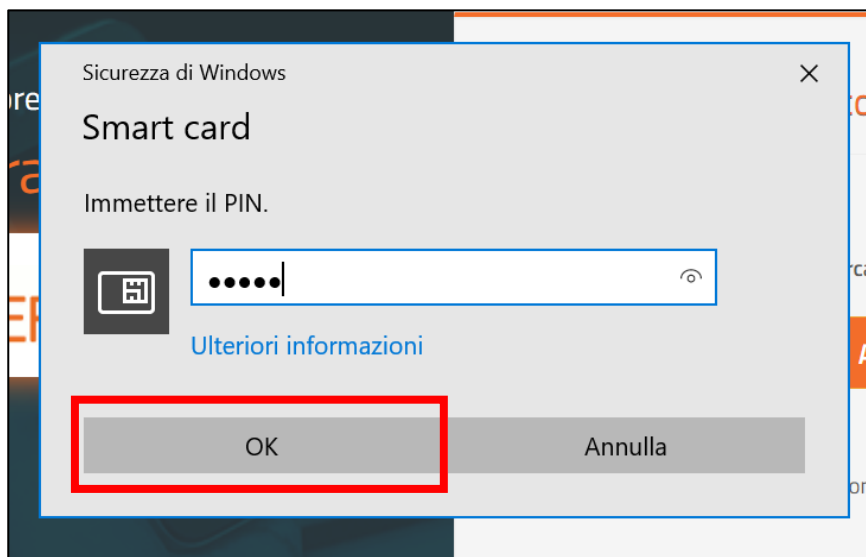 Sicurezza di Windows
Smart card
Immettere il PIN.
•••••
Ulteriori informazioni
OK
Annulla